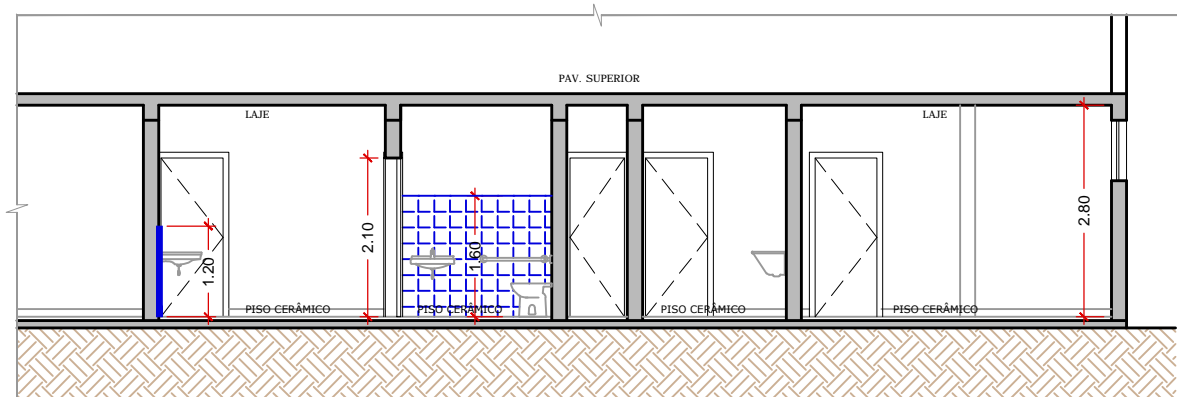 PAV. SUPERIOR
LAJE
LAJE
2.10
2.80
1.20
1.60
PISO CERÂMICO
PISO CERÂMICO
PISO CERÂMICO
PISO CERÂMICO